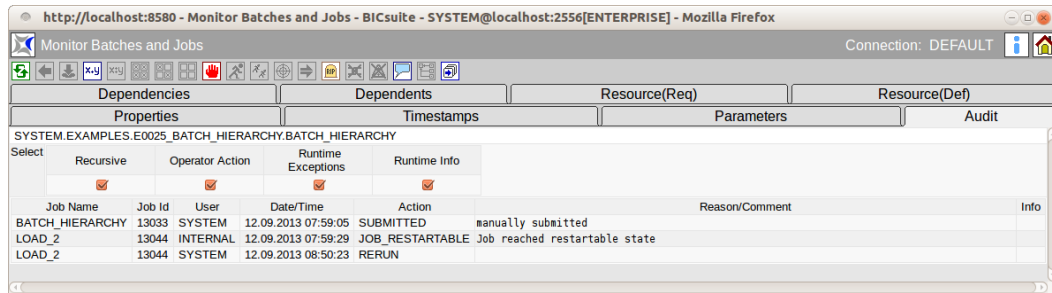 http://localhost:8580 - Monitor Batches and Jobs - BICsuite - SYSTEM@localhost:2556[ENTERPRISE] - Mozilla Firefox
Monitor Batches and Jobs Connection: DEFAULT
Dependencies Dependents Resource(Req) Resource(Def)
Properties Timestamps Parameters Audit
SYSTEM.EXAMPLES.E0025_BATCH_HIERARCHY.BATCH_HIERARCHY
Select Recursive Operator Action Runtime Exceptions Runtime Info
Job Name Job Id User Date/Time Action Reason/Comment Info
BATCH_HIERARCHY 13033 SYSTEM 12.09.2013 07:59:05 SUBMITTED manually submitted
LOAD_2 13044 INTERNAL 12.09.2013 07:59:29 JOB_RESTARTABLE Job reached restartable state
LOAD_2 13044 SYSTEM 12.09.2013 08:50:23 RERUN